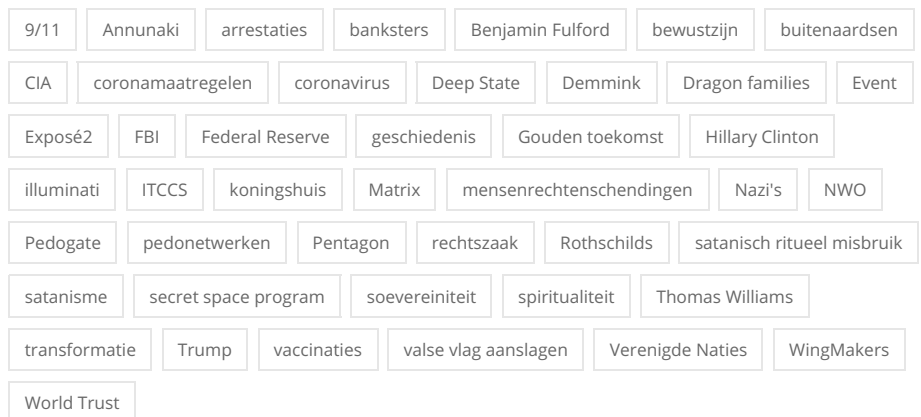 9/11 Annunaki arrestaties banksters Benjamin Fulford bewustzijn buitenaardsen
CIA coronamaatregelen coronavirus Deep State Demmink Dragon families Event
Exposé2 FBI Federal Reserve geschiedenis Gouden toekomst Hillary Clinton
illuminati ITCCS koningshuis Matrix mensenrechtenschendingen Nazi's NWO
Pedogate pedonetwerken Pentagon rechtszaak Rothschilds satanisch ritueel misbruik
satanisme secret space program soevereiniteit spiritualiteit Thomas Williams
transformatie Trump vaccinaties valse vlag aanslagen Verenigde Naties WingMakers
World Trust